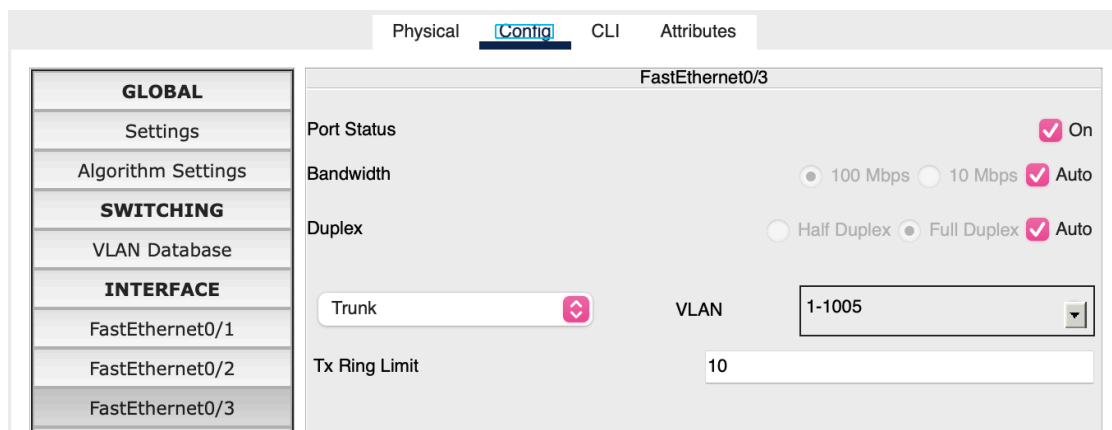 Physical Config CLI Attributes
GLOBAL
Settings
Algorithm Settings
SWITCHING
VLAN Database
INTERFACE
FastEthernet0/1
FastEthernet0/2
FastEthernet0/3
FastEthernet0/3
Port Status On
Bandwidth 100 Mbps 10 Mbps Auto
Duplex Half Duplex Full Duplex Auto
Trunk VLAN 1-1005
Tx Ring Limit 10